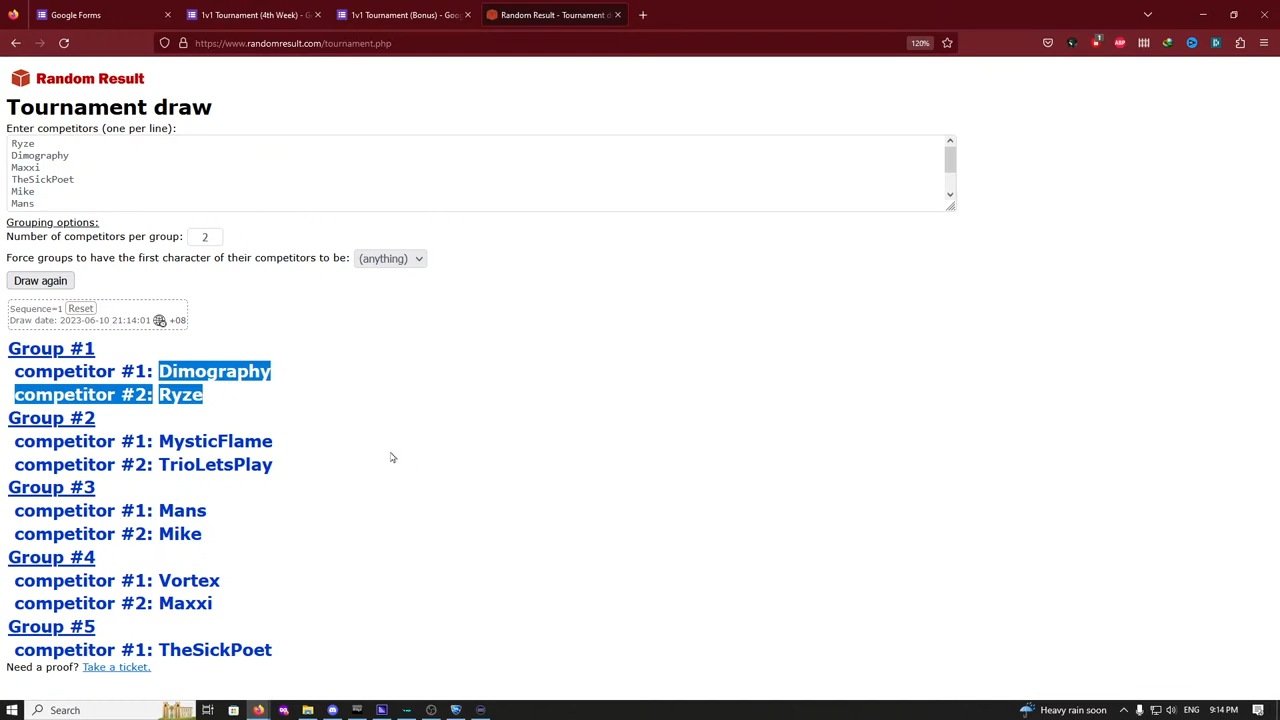 Google Forms
1v1 Tournament (4th Week) - G
1v1 Tournament (Bonus) - Goo
Random Result - Tournament d
https://www.randomresult.com/tournament.php
120%
1
Random Result
Tournament draw
Enter competitors (one per line):
Ryze
Dimography
Maxxi
TheSickPoet
Mike
Mans
Grouping options:
Number of competitors per group: 2
Force groups to have the first character of their competitors to be: (anything)
Draw again
Sequence=1 Reset
Draw date: 2023-06-10 21:14:01 +08
Group #1
competitor #1: Dimography
competitor #2: Ryze
Group #2
competitor #1: MysticFlame
competitor #2: TrioLetsPlay
Group #3
competitor #1: Mans
competitor #2: Mike
Group #4
competitor #1: Vortex
competitor #2: Maxxi
Group #5
competitor #1: TheSickPoet
Need a proof? Take a ticket.
Search
Heavy rain soon
ENG
9:14 PM